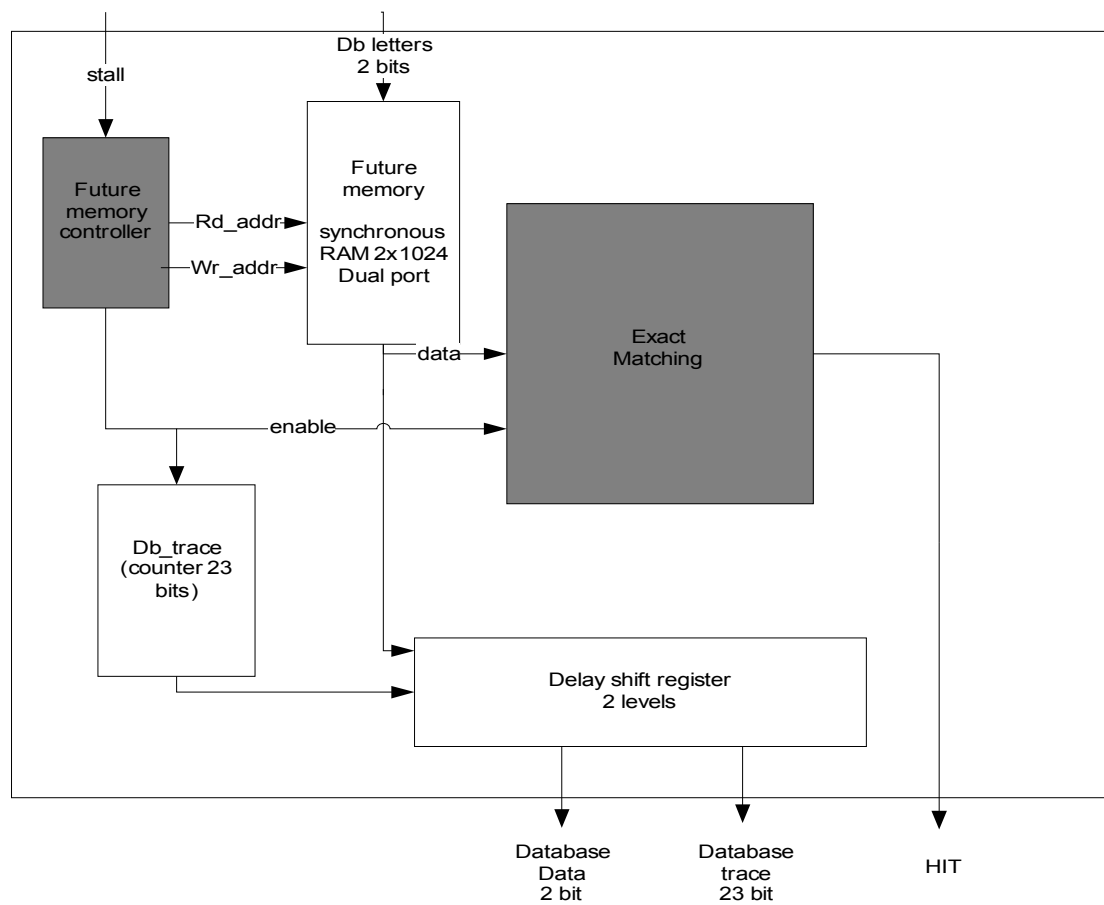 Db letters
2 bits
stall
Future
memory
controller
Rd_addr
Wr_addr
Future
memory
synchronous
RAM 2x1024
Dual port
data
Exact
Matching
enable
Db_trace
(counter 23
bits)
Delay shift register
2 levels
Database
Data
2 bit
Database
trace
23 bit
HIT